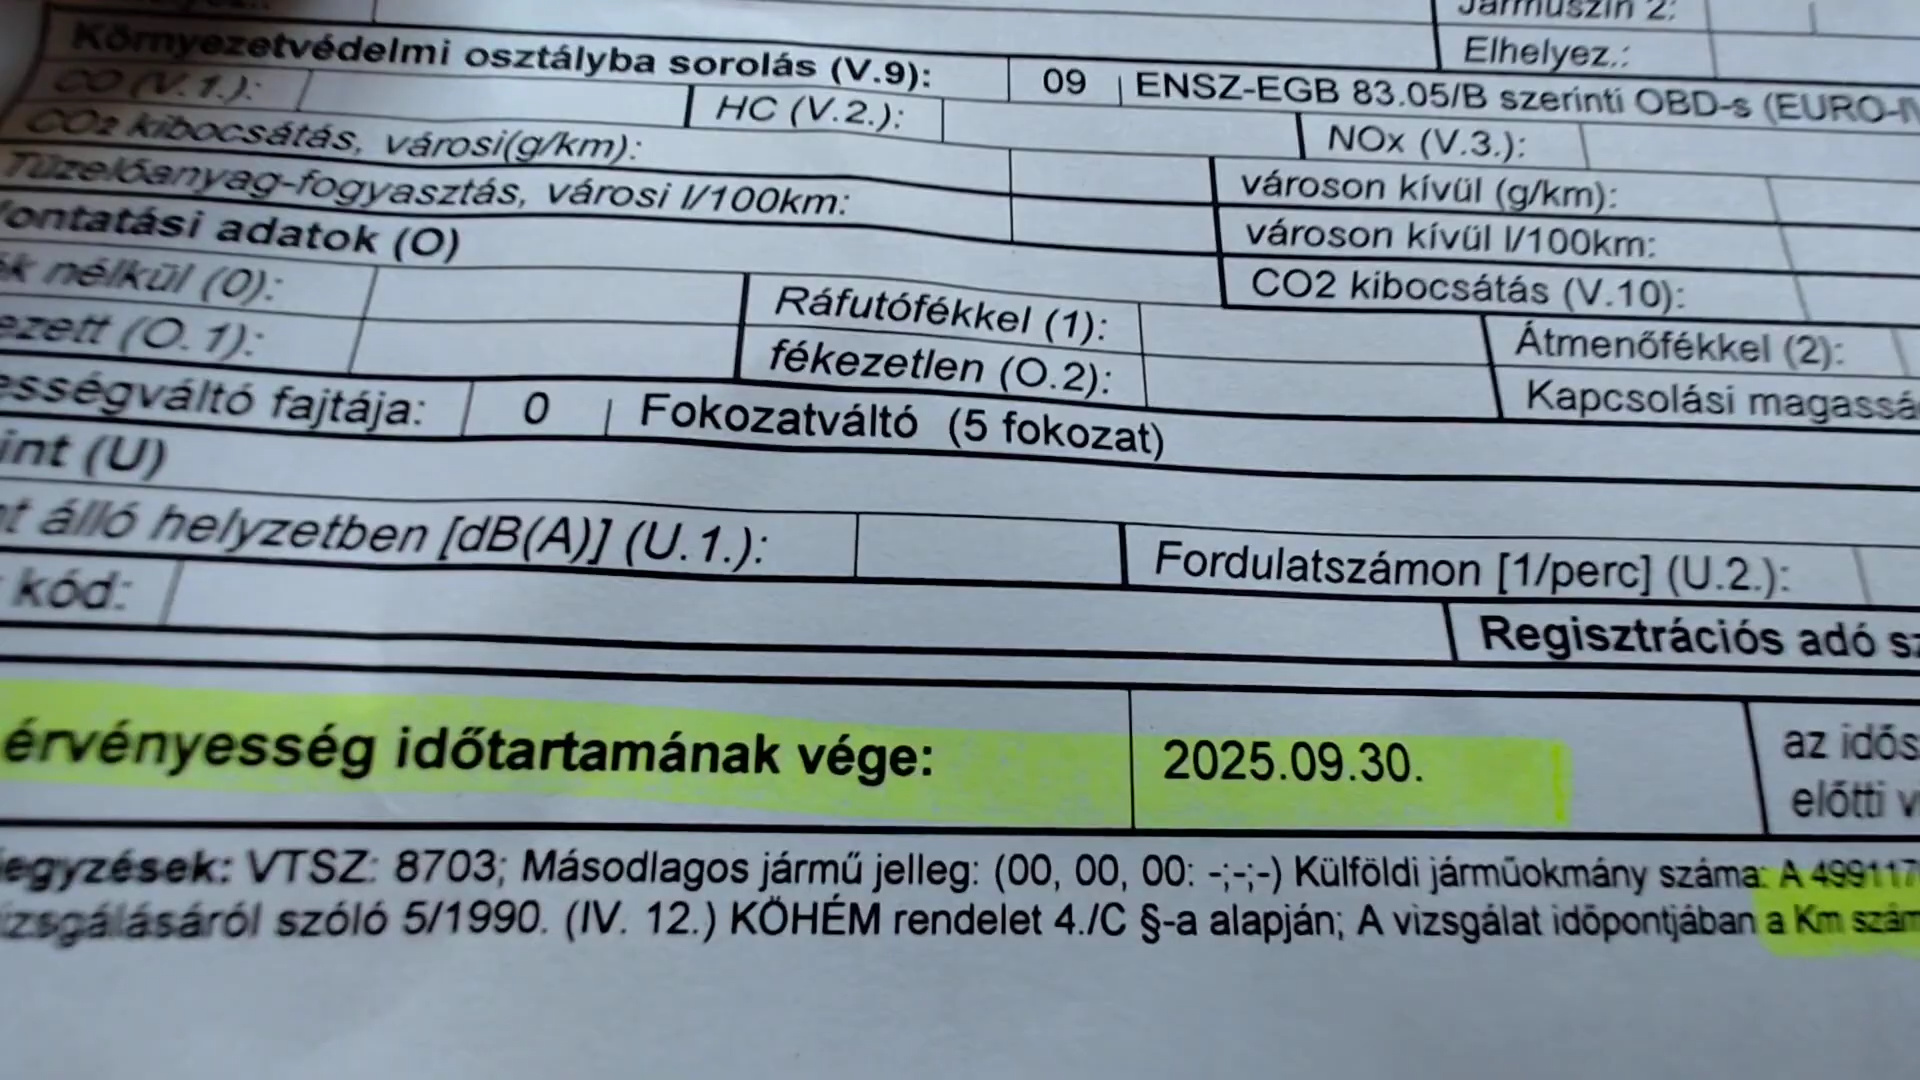 Járműszín 2:
Elhelyez.:
Környezetvédelmi osztályba sorolás (V.9): 09 ENSZ-EGB 83.05/B szerinti OBD-s (EURO-IV
CO (V.1.): HC (V.2.): NOx (V.3.):
CO2 kibocsátás, városi(g/km): városon kívül (g/km):
Tüzelőanyag-fogyasztás, városi l/100km: városon kívül l/100km:
ontatási adatok (O) CO2 kibocsátás (V.10):
ék nélkül (0): Ráfutófékkel (1): Átmenőfékkel (2):
ezett (O.1): fékezetlen (O.2): Kapcsolási magassá
ességváltó fajtája: 0 Fokozatváltó (5 fokozat)
int (U)
t álló helyzetben [dB(A)] (U.1.): Fordulatszámon [1/perc] (U.2.):
kód:
Regisztrációs adó sz
érvényesség időtartamának vége: 2025.09.30. az idős
előtti v
egyzések: VTSZ: 8703; Másodlagos jármű jelleg: (00, 00, 00: -;-;-) Külföldi járműokmány száma: A 499117
izsgálásáról szóló 5/1990. (IV. 12.) KÖHÉM rendelet 4./C §-a alapján; A vizsgálat időpontjában a Km szám